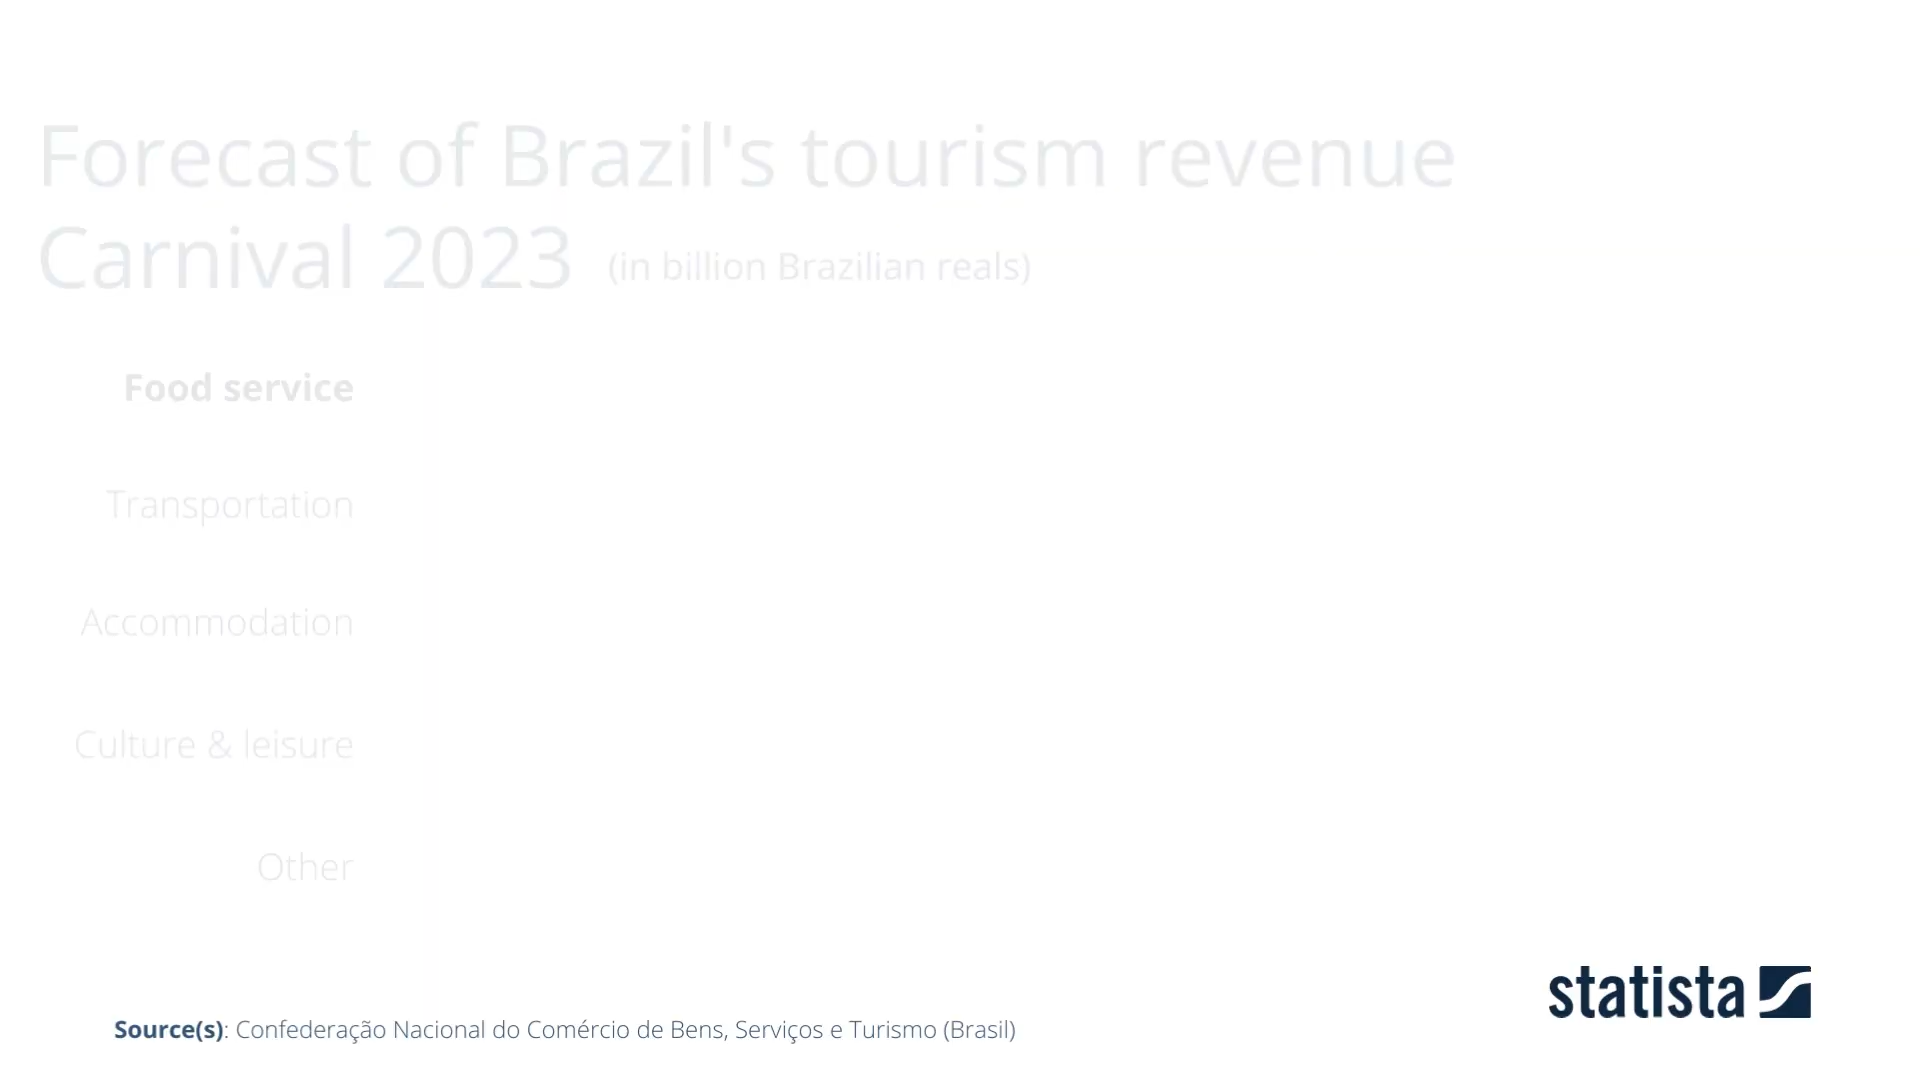 Forecast of Brazil's tourism revenue
Carnival 2023 (in billion Brazilian reals)
Food service
Transportation
Accommodation
Culture & leisure
Other
statista
Source(s): Confederação Nacional do Comércio de Bens, Serviços e Turismo (Brasil)